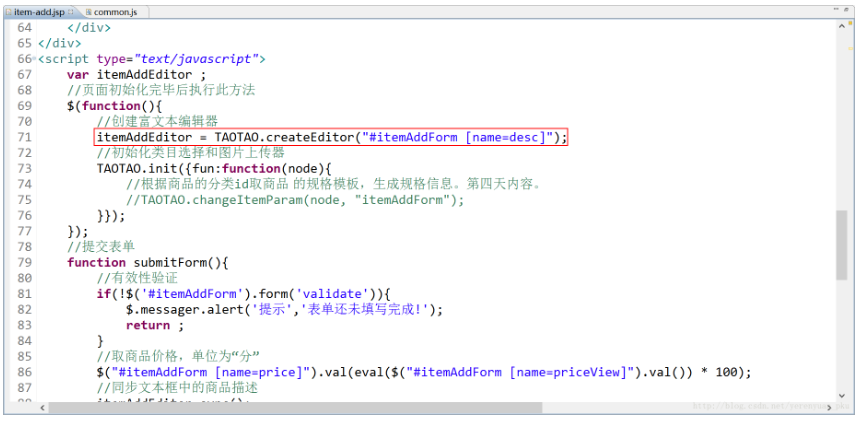 item-add.jsp common.js
64 </div>
65 </div>
66 <script type="text/javascript">
67 var itemAddEditor ;
68 //页面初始化完毕后执行此方法
69 $(function(){
70 //创建富文本编辑器
71 itemAddEditor = TAOTAO.createEditor("#itemAddForm [name=desc]");
72 //初始化类目选择和图片上传器
73 TAOTAO.init({fun:function(node){
74 //根据商品的分类id取商品 的规格模板，生成规格信息。第四天内容。
75 //TAOTAO.changeItemParam(node, "itemAddForm");
76 }});
77 });
78 //提交表单
79 function submitForm(){
80 //有效性验证
81 if(!$('#itemAddForm').form('validate')){
82 $.messager.alert('提示','表单还未填写完成!');
83 return ;
84 }
85 //取商品价格，单位为“分”
86 $("#itemAddForm [name=price]").val(eval($("#itemAddForm [name=priceView]").val()) * 100);
87 //同步文本框中的商品描述